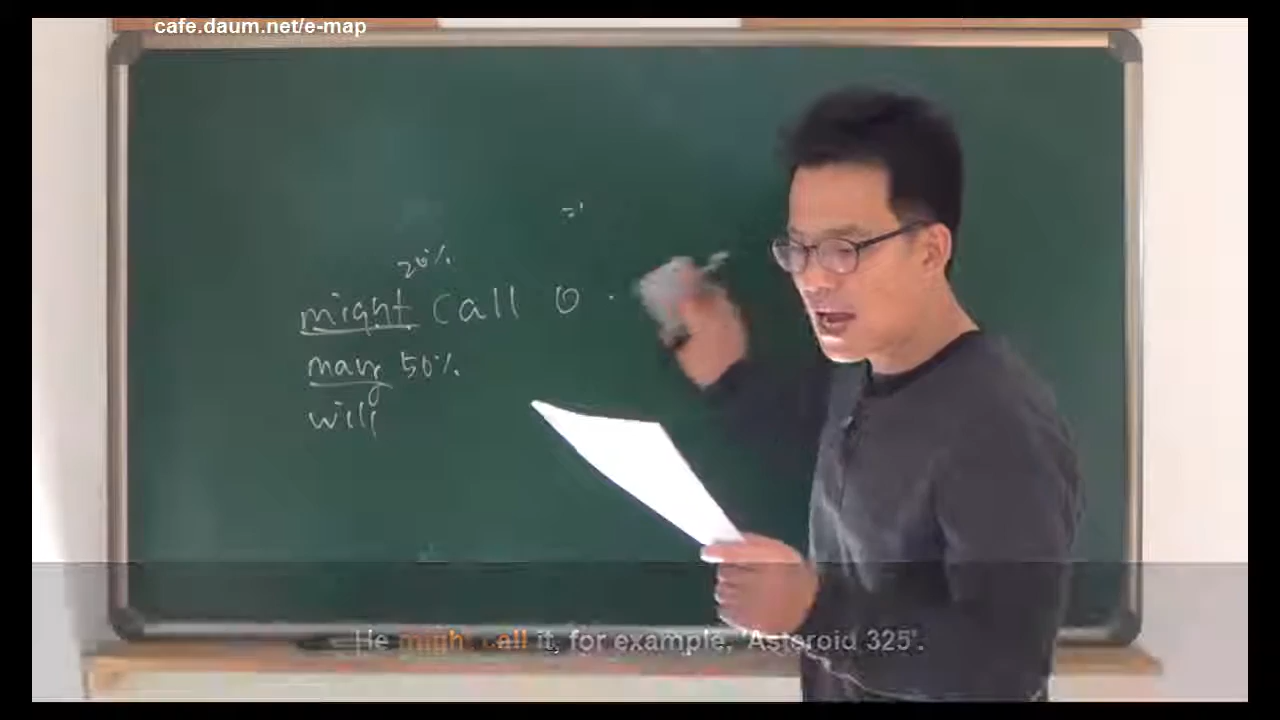 cafe.daum.net/e-map
20%
might call O
may 50%
will
He might call it, for example, 'Asteroid 325'.